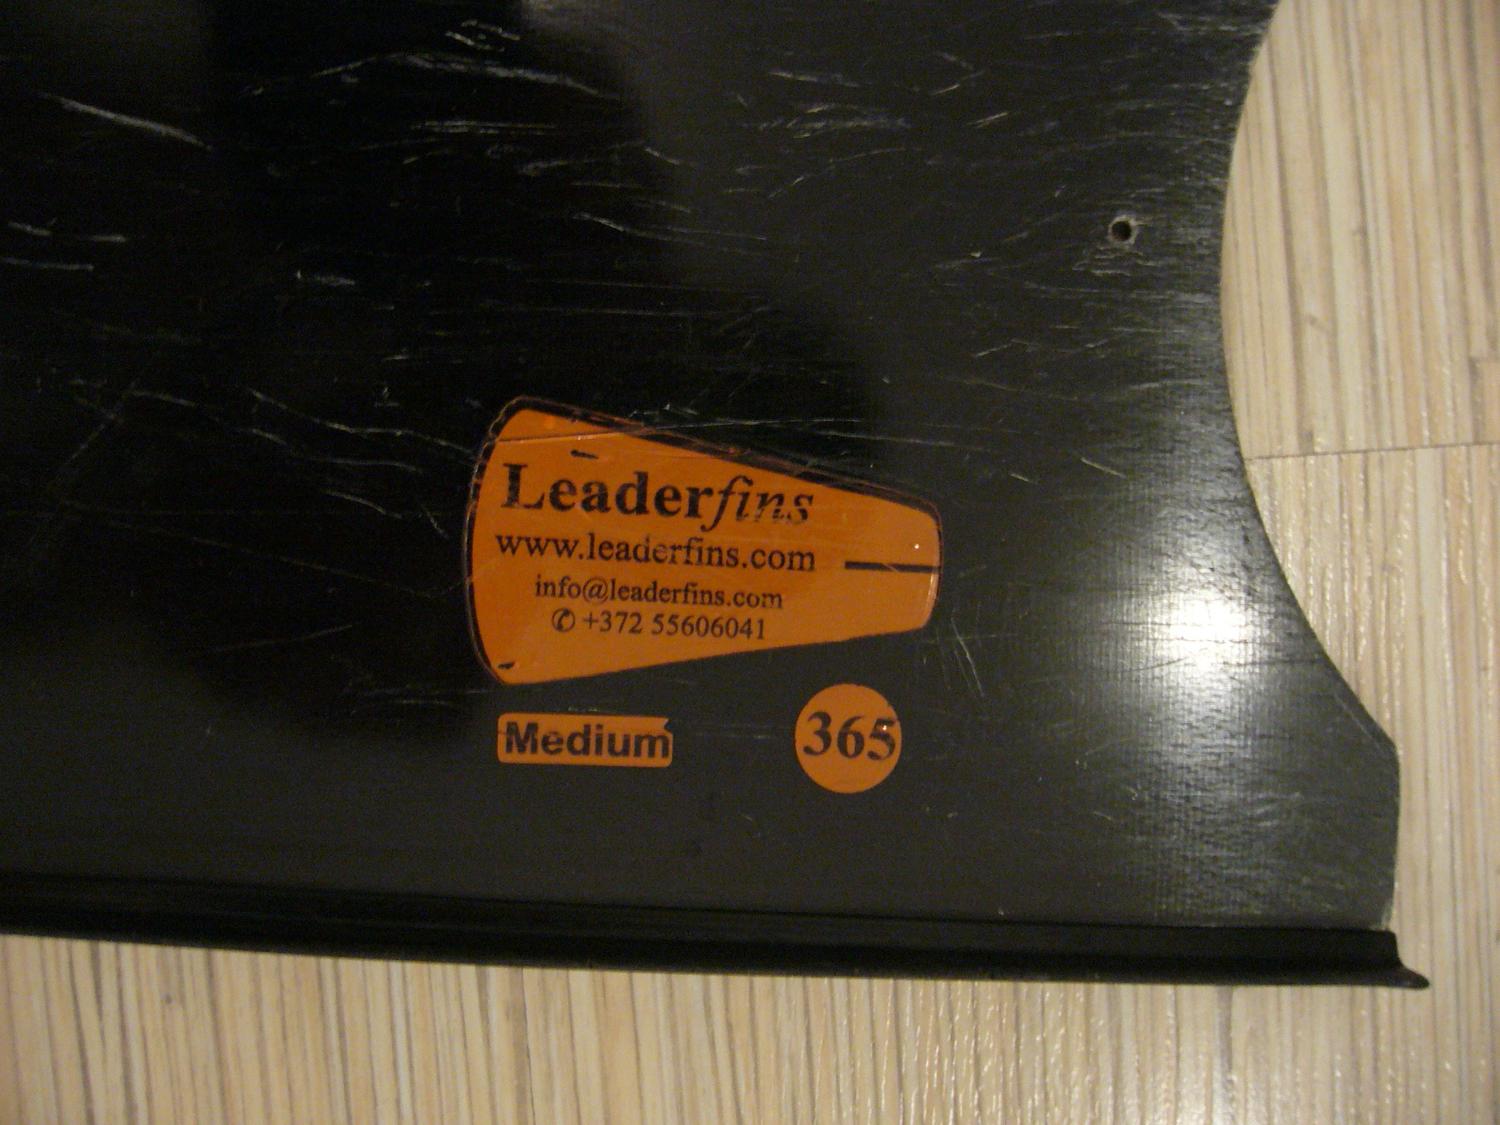 Leaderfins
www.leaderfins.com
info@leaderfins.com
✆ +372 55606041
Medium
365